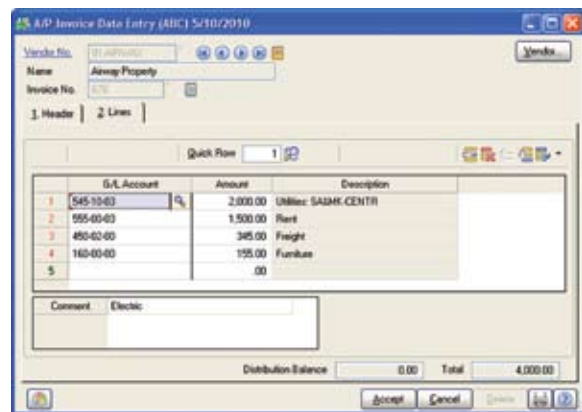 A/P Invoice Data Entry (ABC) 5/10/2010
Vendor No. 01-AIRWAY
Vendor...
Name Airway Property
Invoice No.
1. Header 2. Lines
Quick Row 1
G/L Account Amount Description
1 545-10-03 2,000.00 Utilities: SAL&MK-CENTR
2 555-00-03 1,500.00 Rent
3 450-02-00 345.00 Freight
4 160-00-00 155.00 Furniture
5 .00
Comment Electric
Distribution Balance 0.00 Total 4,000.00
Accept Cancel Delete